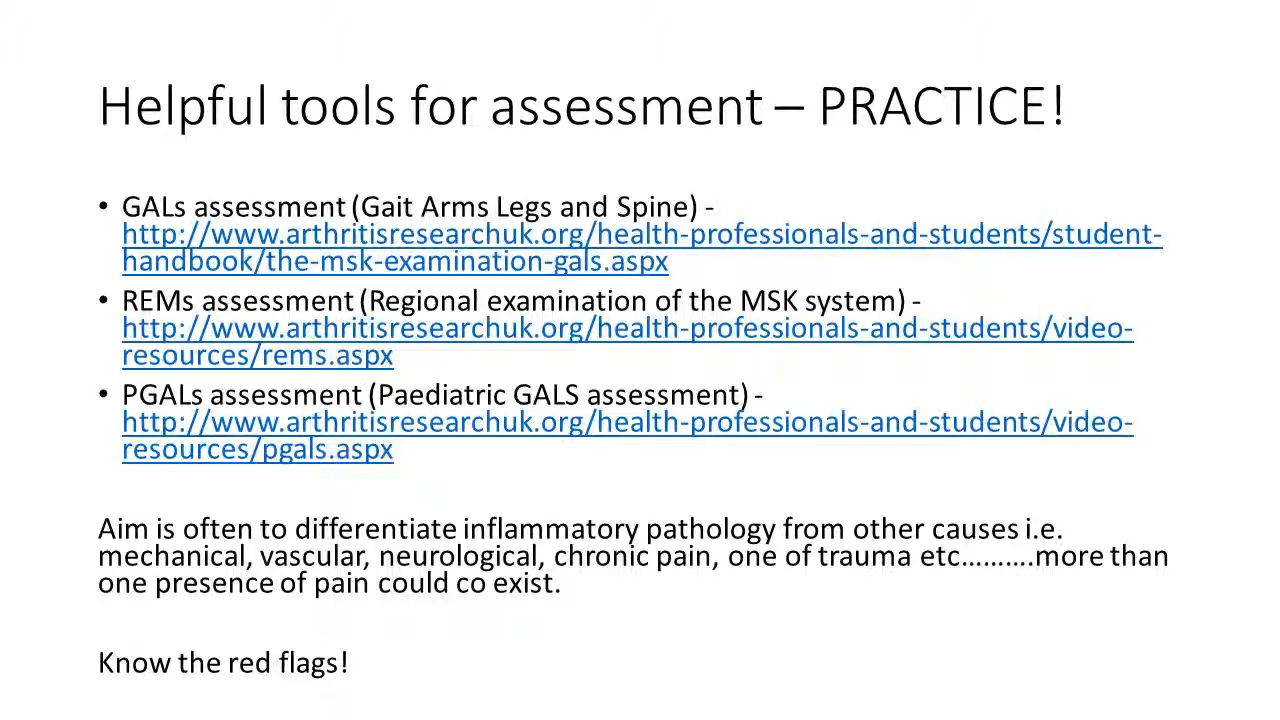 Helpful tools for assessment – PRACTICE!
• GALs assessment (Gait Arms Legs and Spine) -
http://www.arthritisresearchuk.org/health-professionals-and-students/student-
handbook/the-msk-examination-gals.aspx
• REMs assessment (Regional examination of the MSK system) -
http://www.arthritisresearchuk.org/health-professionals-and-students/video-
resources/rems.aspx
• PGALs assessment (Paediatric GALS assessment) -
http://www.arthritisresearchuk.org/health-professionals-and-students/video-
resources/pgals.aspx
Aim is often to differentiate inflammatory pathology from other causes i.e.
mechanical, vascular, neurological, chronic pain, one of trauma etc……….more than
one presence of pain could co exist.
Know the red flags!